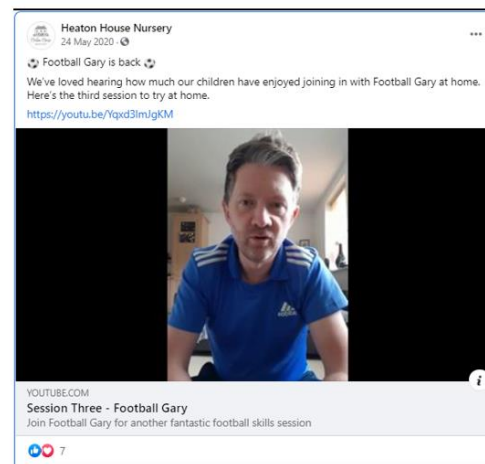 Heaton House Nursery
24 May 2020
Football Gary is back
We've loved hearing how much our children have enjoyed joining in with Football Gary at home.
Here's the third session to try at home.
https://youtu.be/Yqxd3lmJgKM
adidas
YOUTUBE.COM
Session Three - Football Gary
Join Football Gary for another fantastic football skills session
7